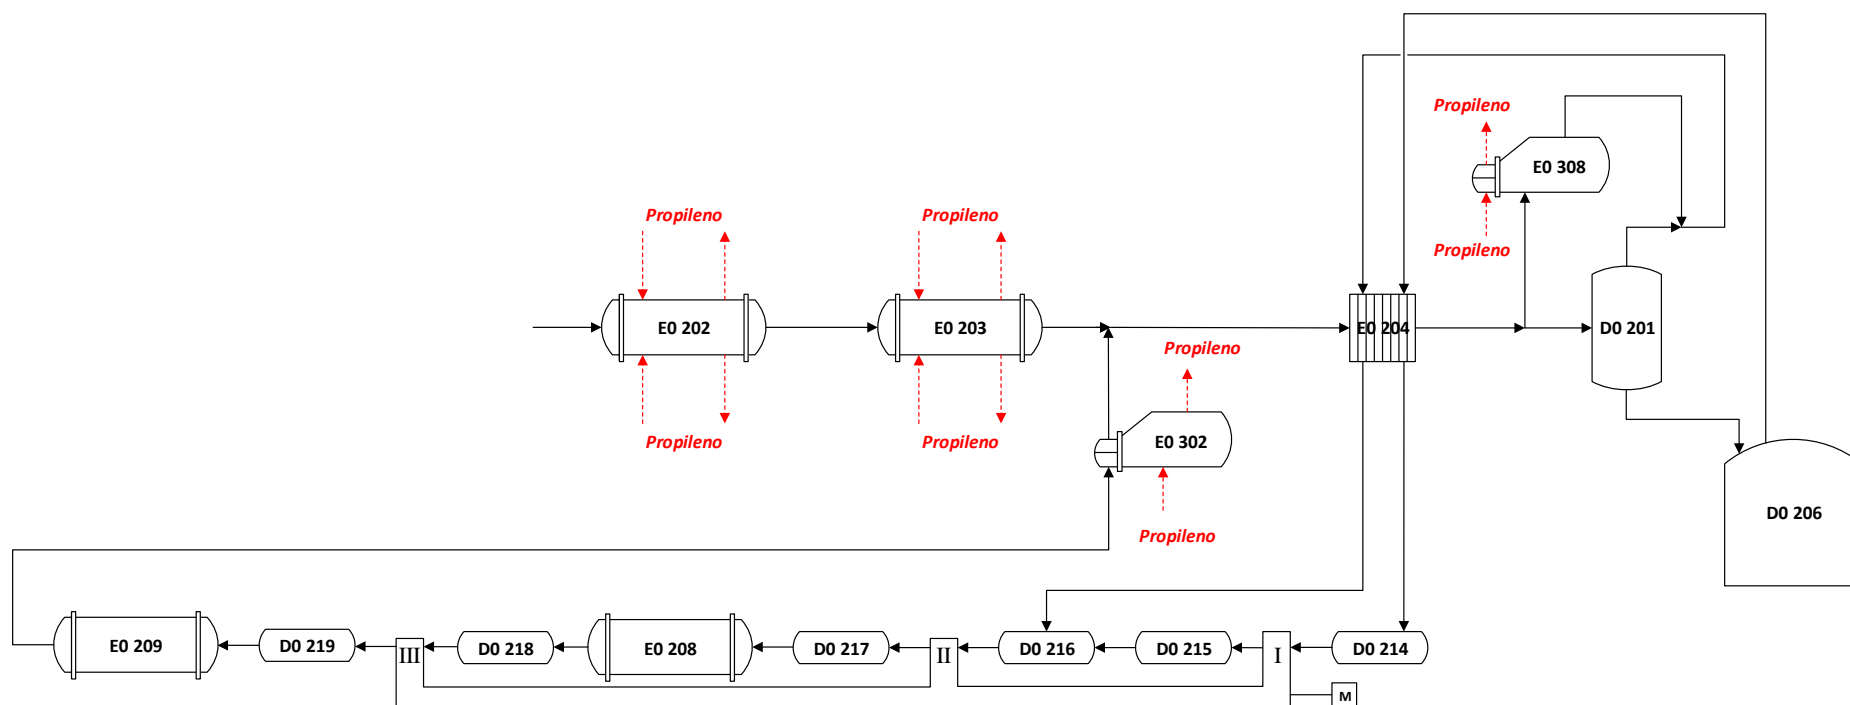 Propileno
E0 308
Propileno
Propileno
Propileno
E0 202
E0 203
E0 204
D0 201
Propileno
Propileno
Propileno
E0 302
D0 206
Propileno
E0 209
D0 219
III
D0 218
E0 208
D0 217
II
D0 216
D0 215
I
D0 214
M